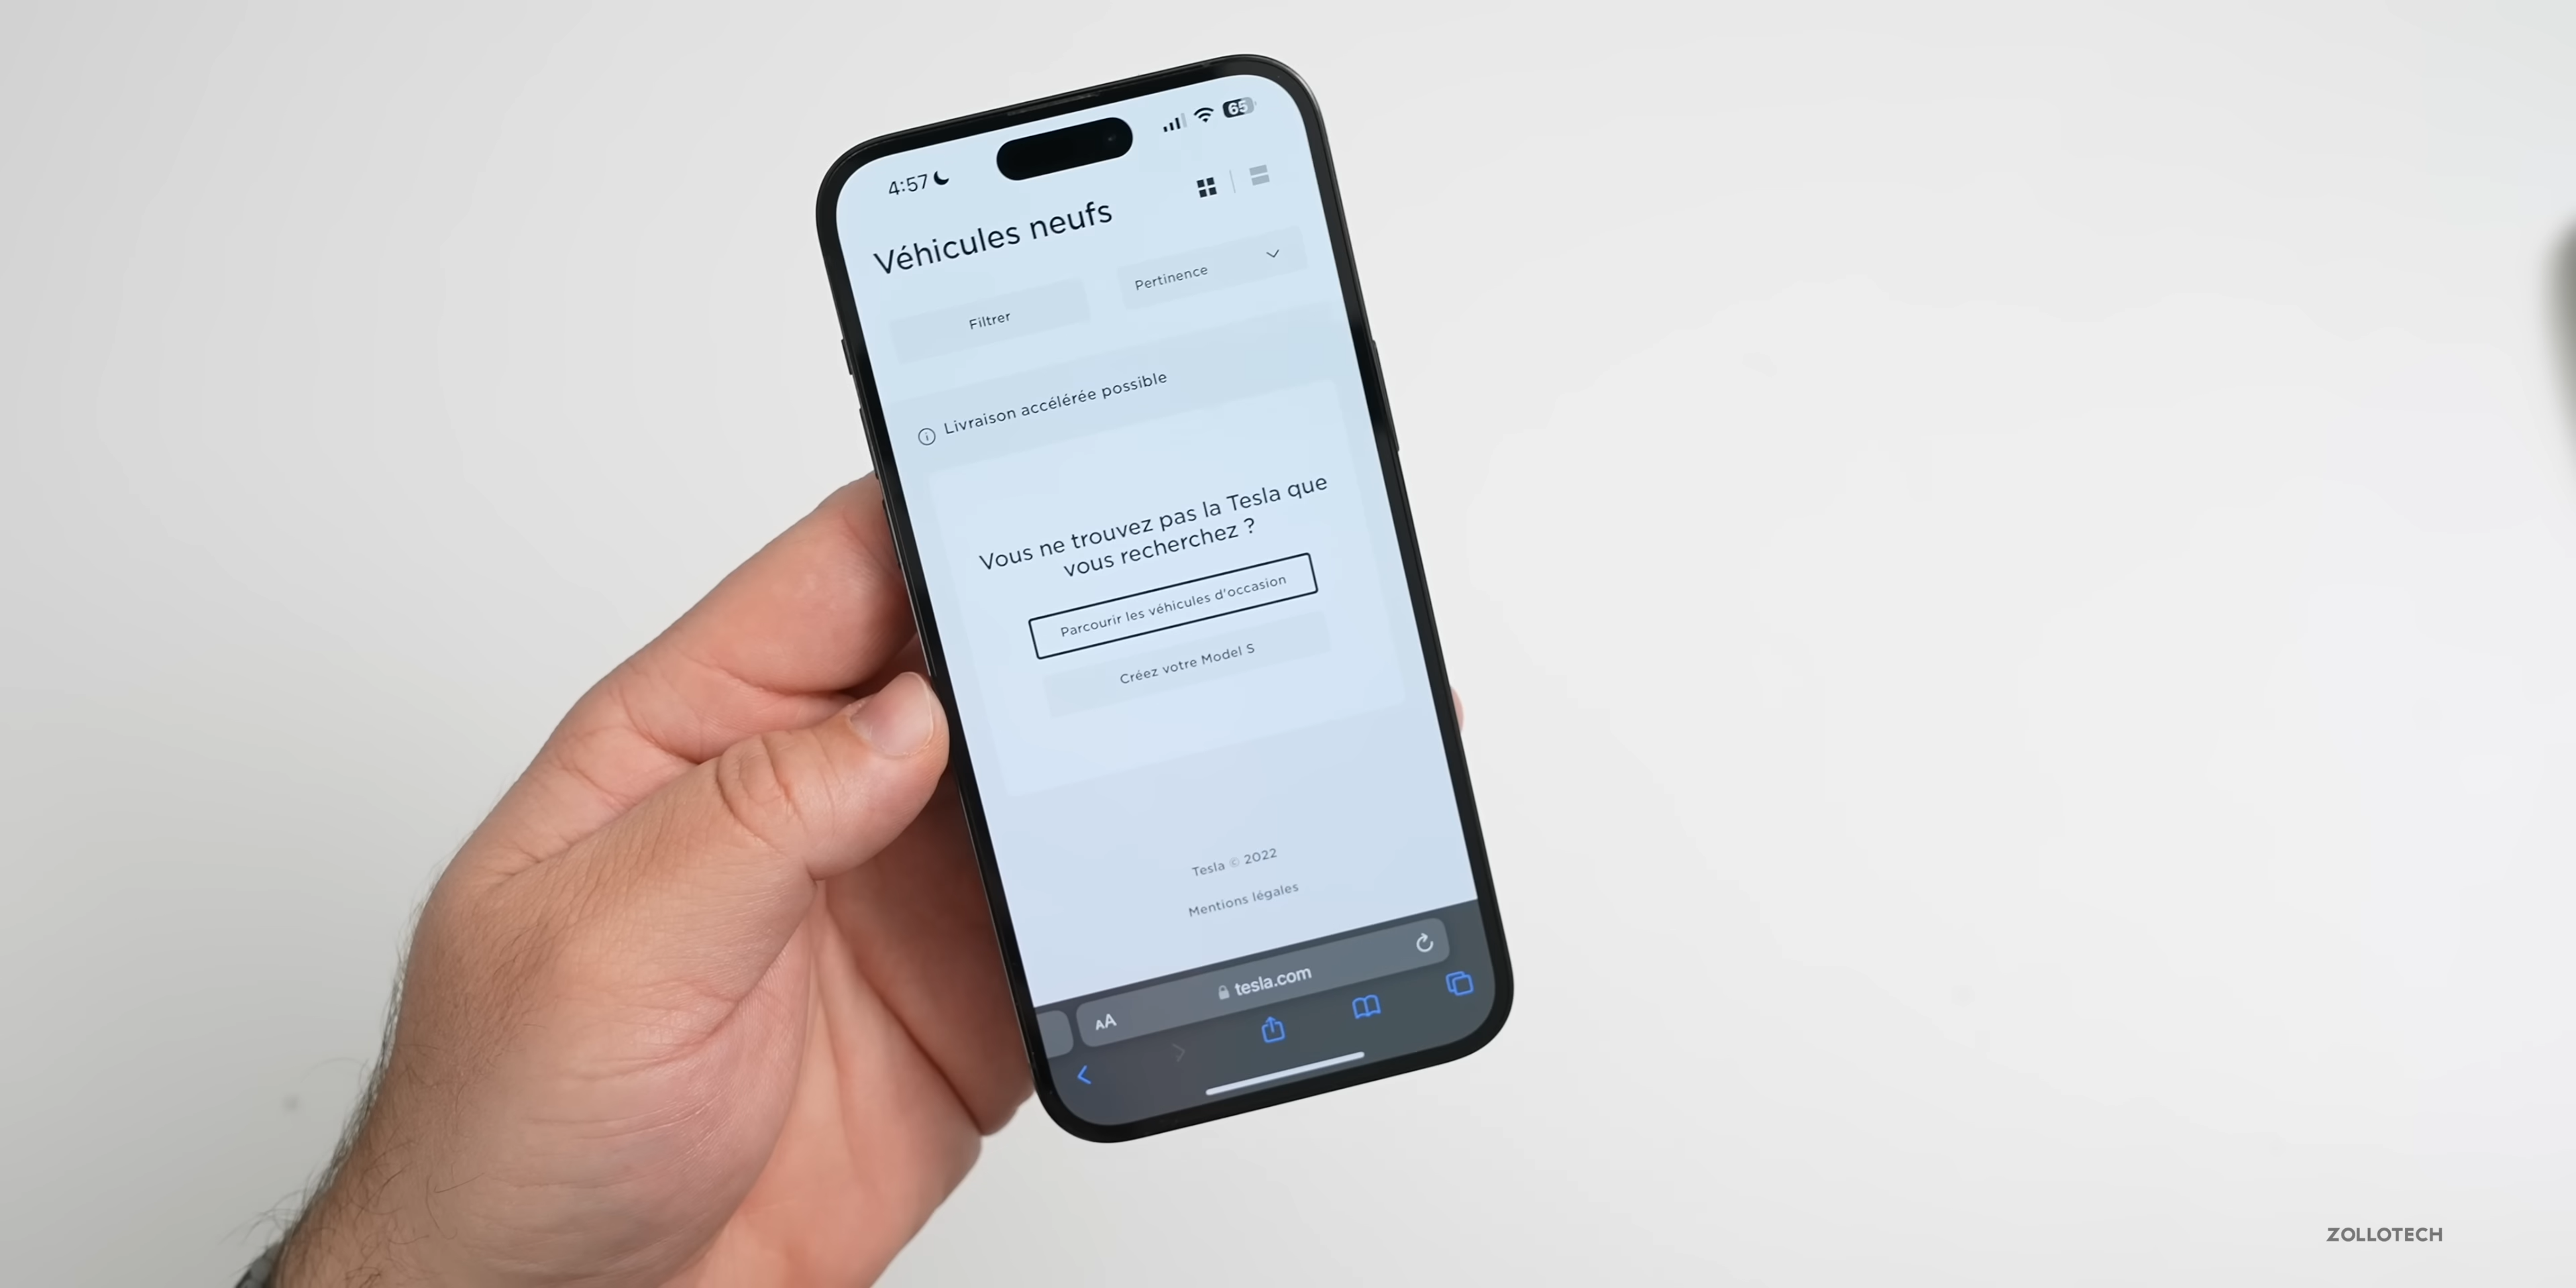 4:57
65
Véhicules neufs
Filtrer
Pertinence
Livraison accélérée possible
Vous ne trouvez pas la Tesla que
vous recherchez ?
Parcourir les véhicules d'occasion
Créez votre Model S
Tesla © 2022
Mentions légales
AA
tesla.com
ZOLLOTECH